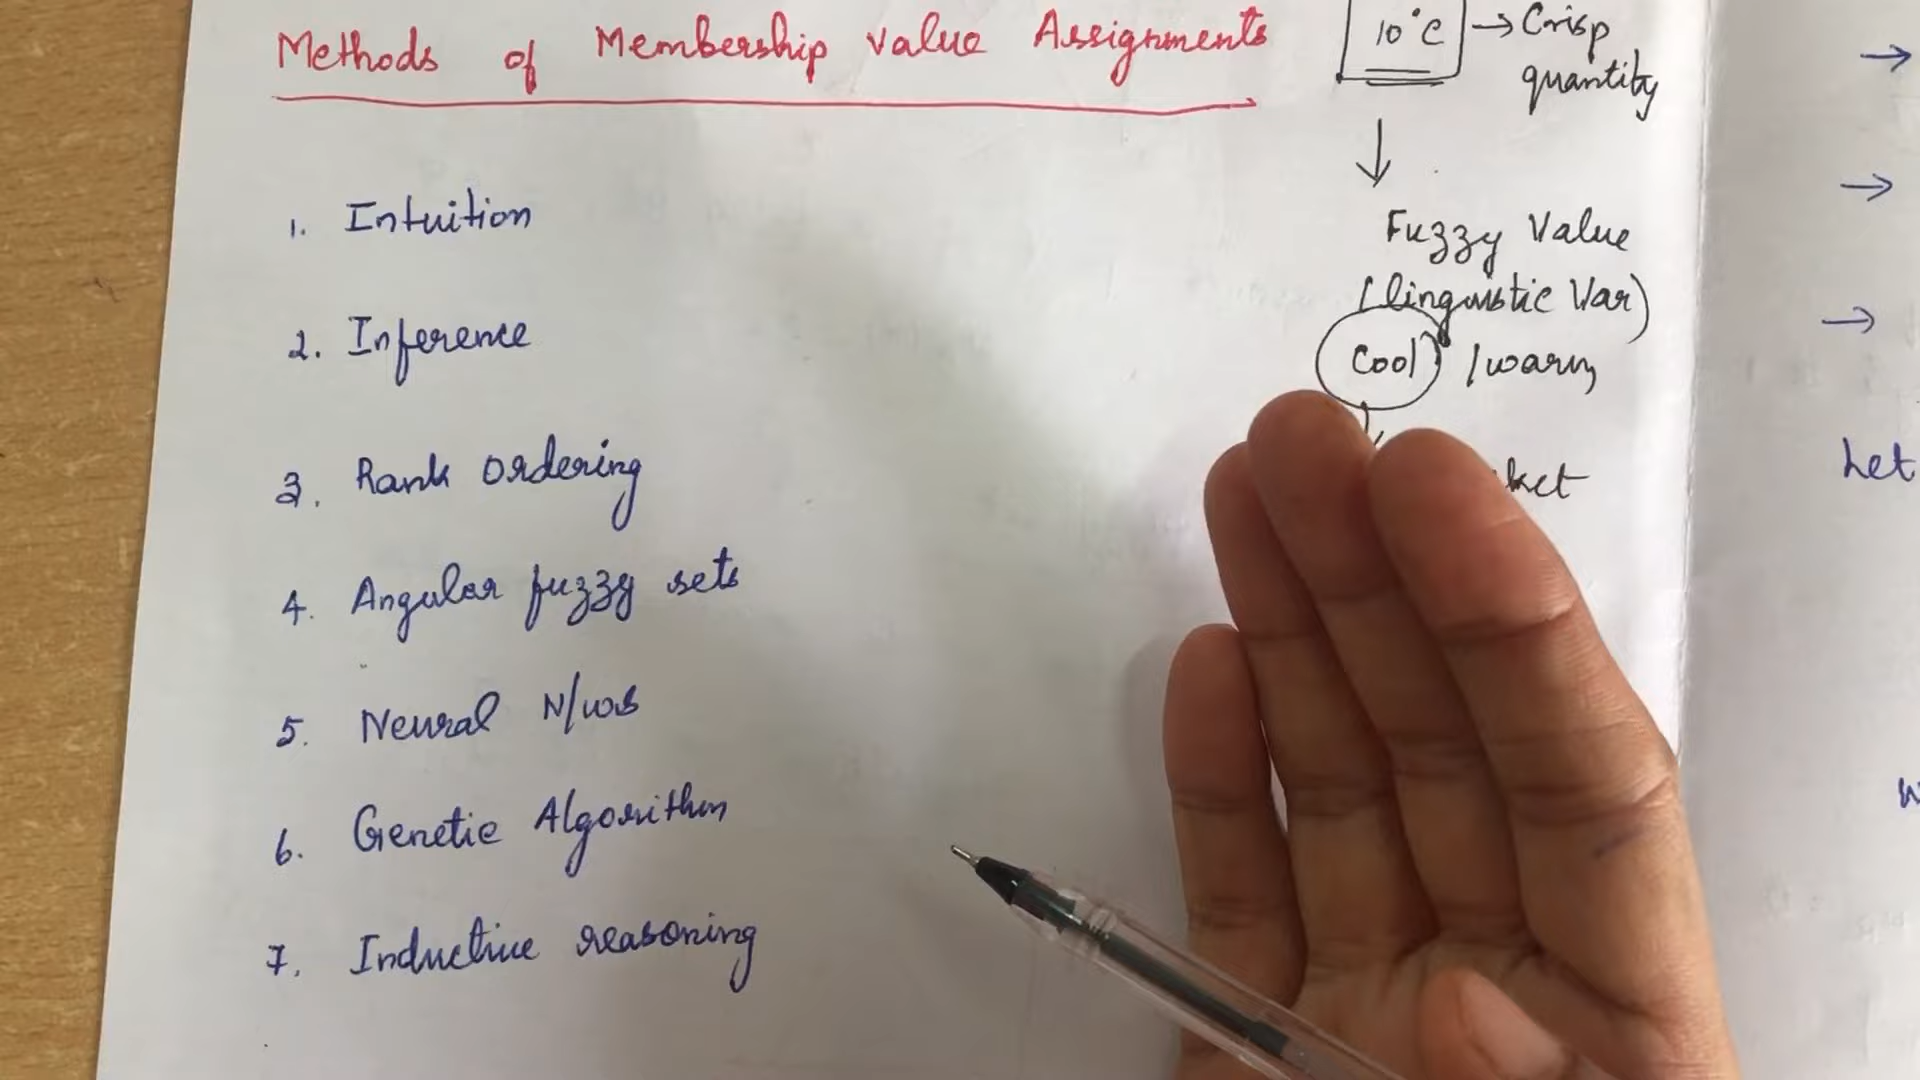 Methods of Membership value Assignments
1. Intuition
2. Inference
3. Rank ordering
4. Angular fuzzy sets
5. Neural N/ws
6. Genetic Algorithm
7. Inductive reasoning
10°C → Crisp
quantity
↓
Fuzzy Value
(linguistic Var)
Cool /warm
→
→
→
Let